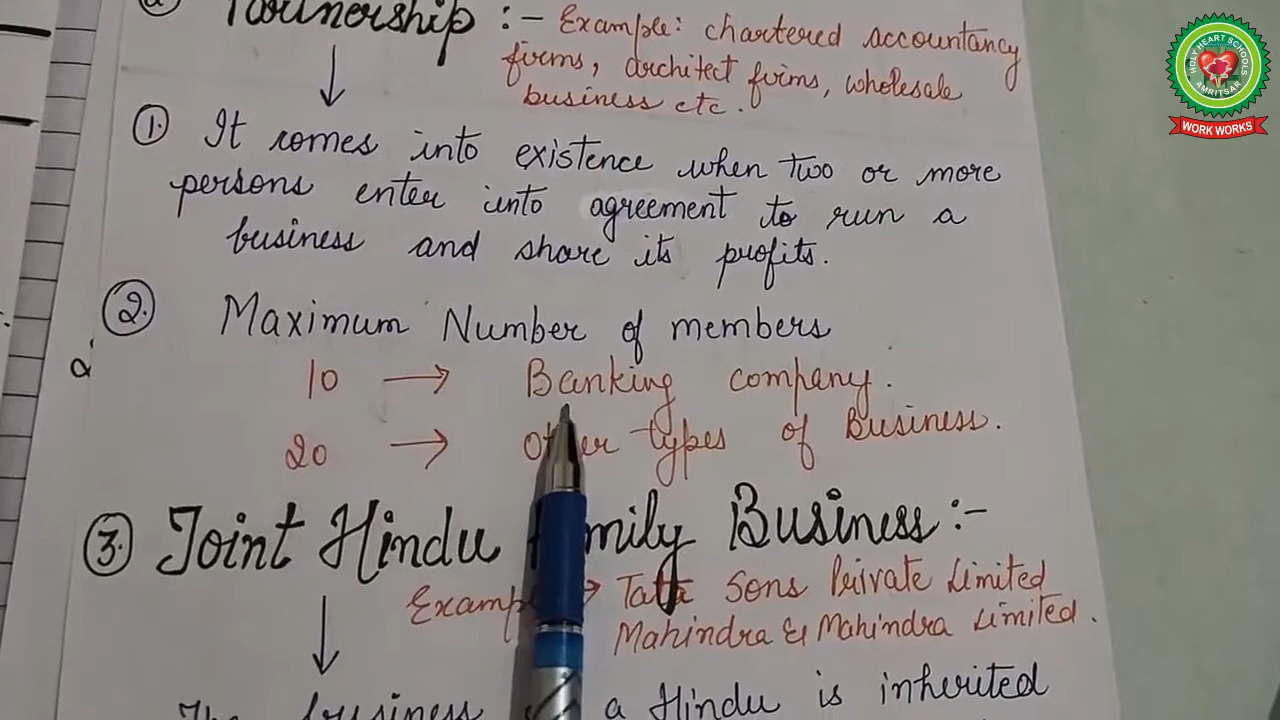 Partnership :- Example: chartered accountancy
firms, architect firms, wholesale
business etc.
1. It comes into existence when two or more
persons enter into agreement to run a
business and share its profits.
2. Maximum Number of members
10 → Banking company.
20 → Other types of Business.
3. Joint Hindu Family Business :-
Example → Tata Sons Private Limited
Mahindra & Mahindra Limited.
The business a Hindu is inherited
HOLY HEART SCHOOLS
AMRITSAR
WORK WORKS